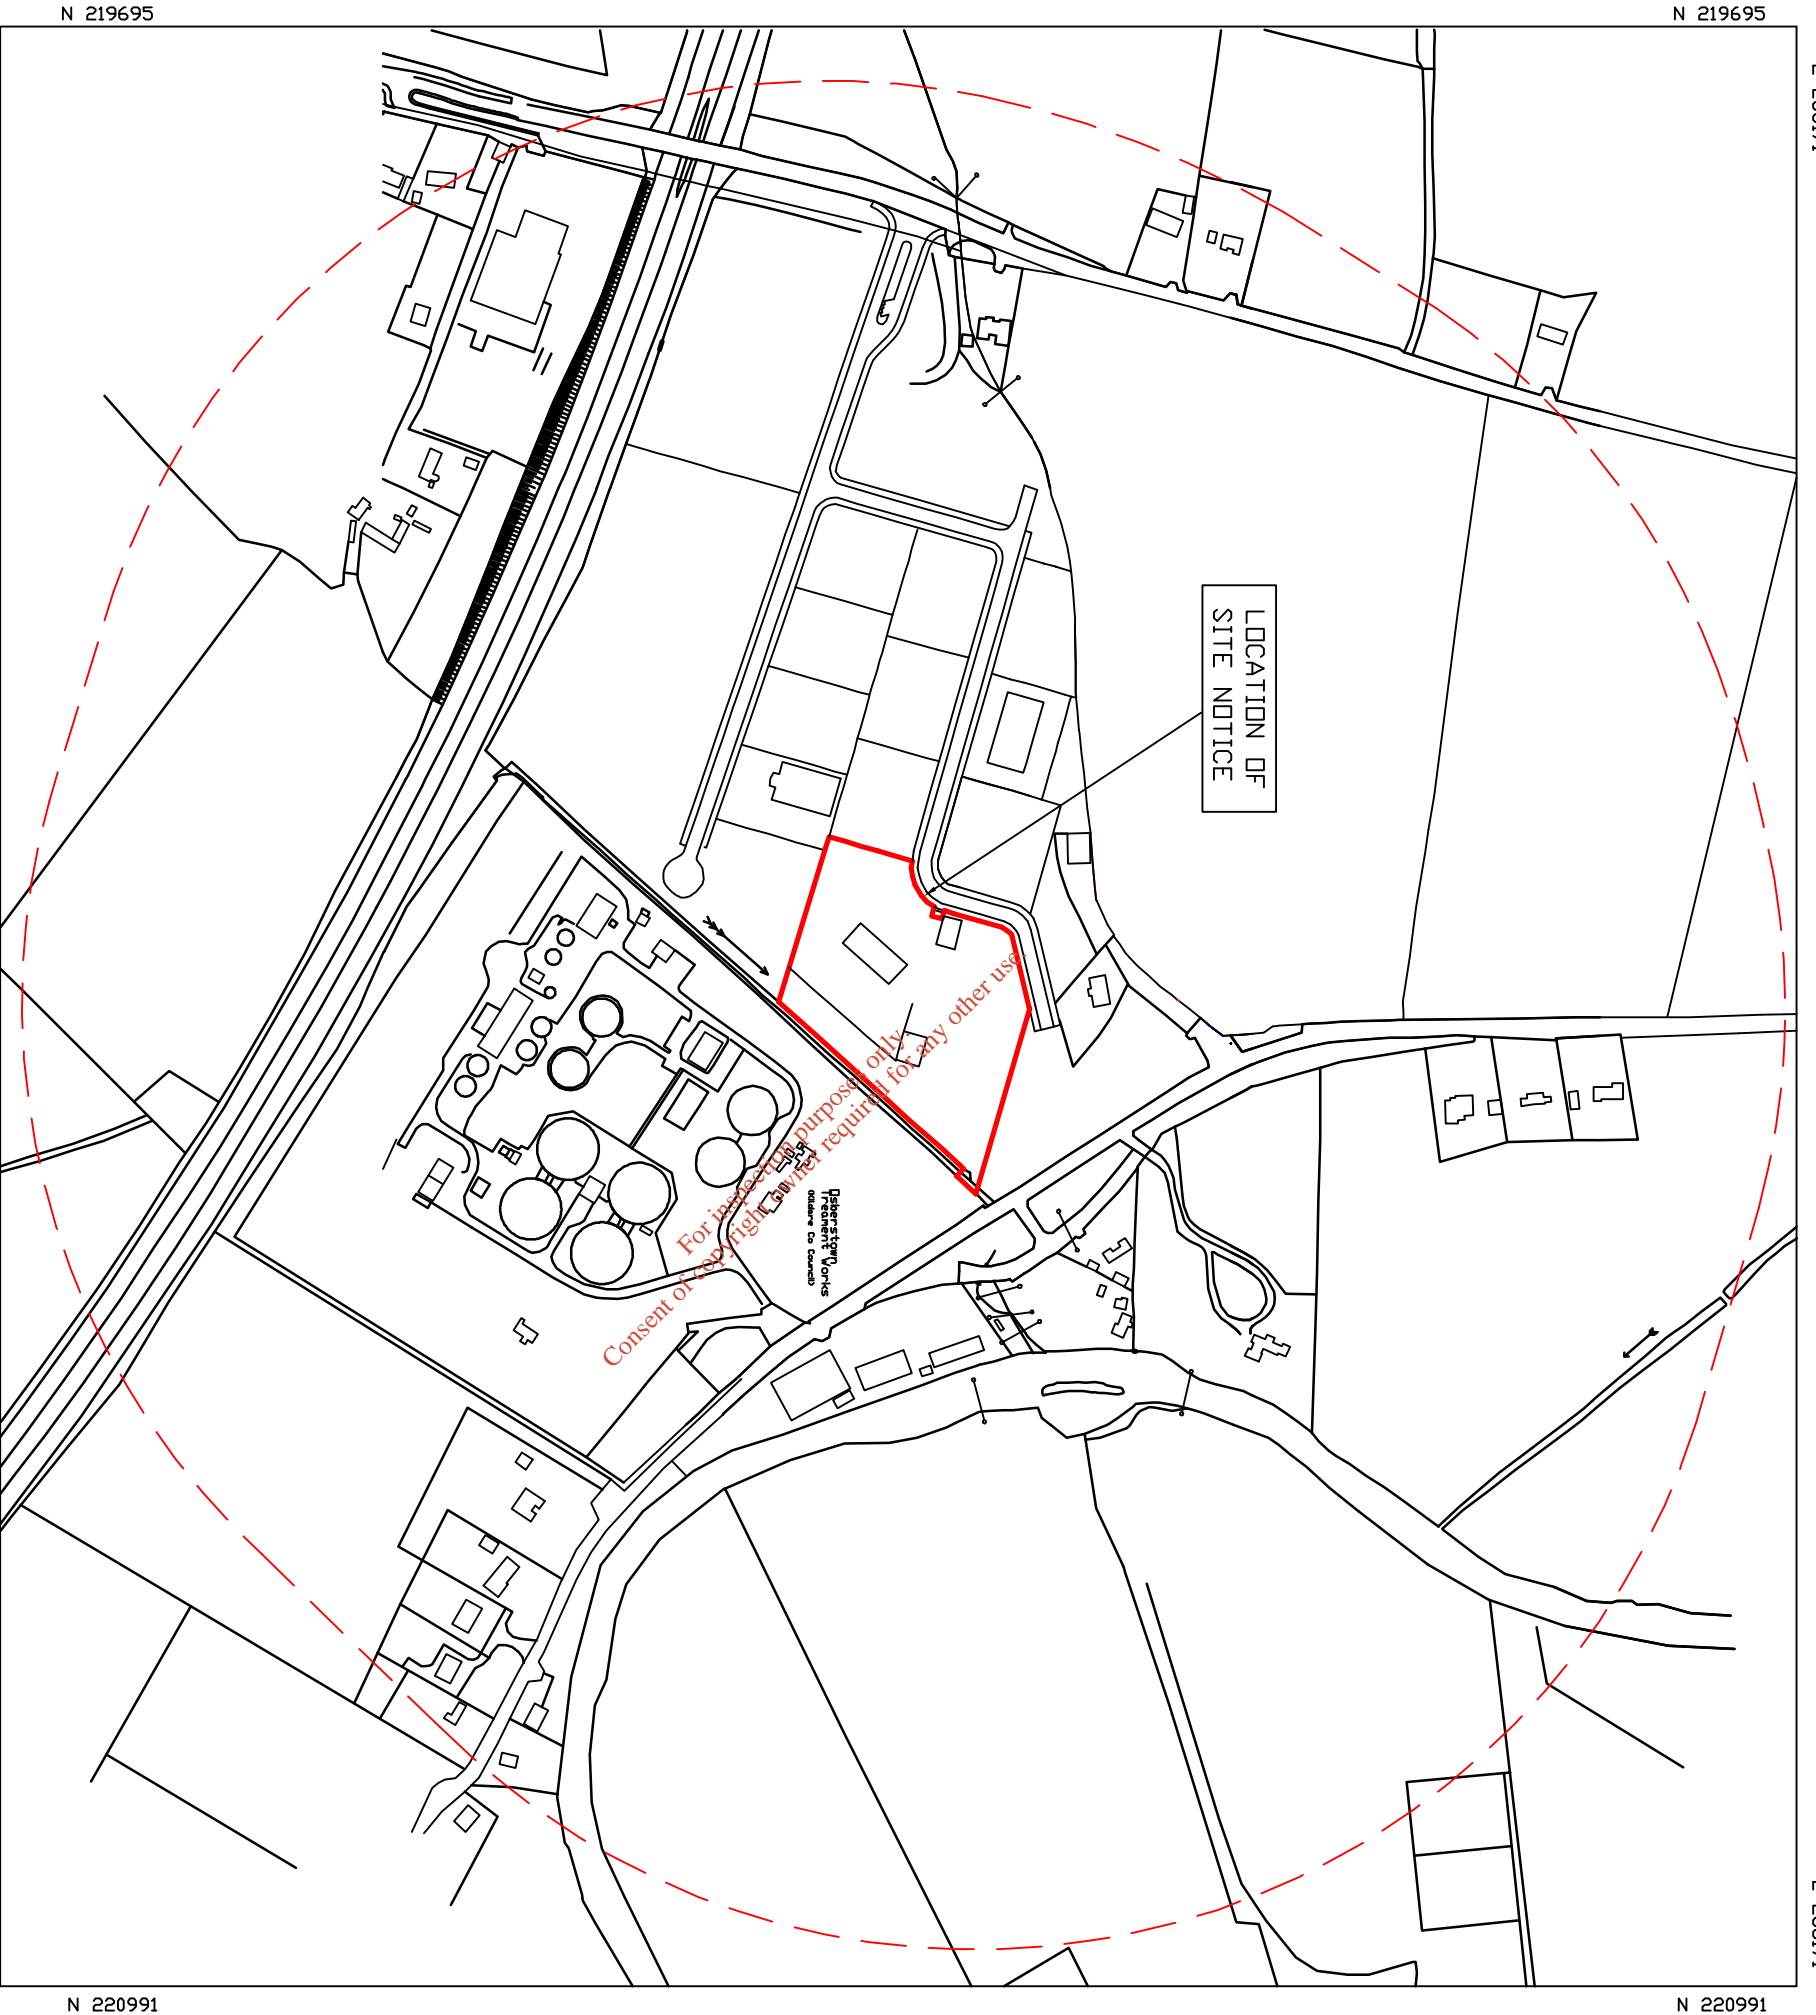 N 219695
N 219695
LOCATION OF
SITE NOTICE
For inspection purposes only.
Consent of copyright owner required for any other use.
Osberstown
Treament Works
(Kildare Co Council)
N 220991
N 220991